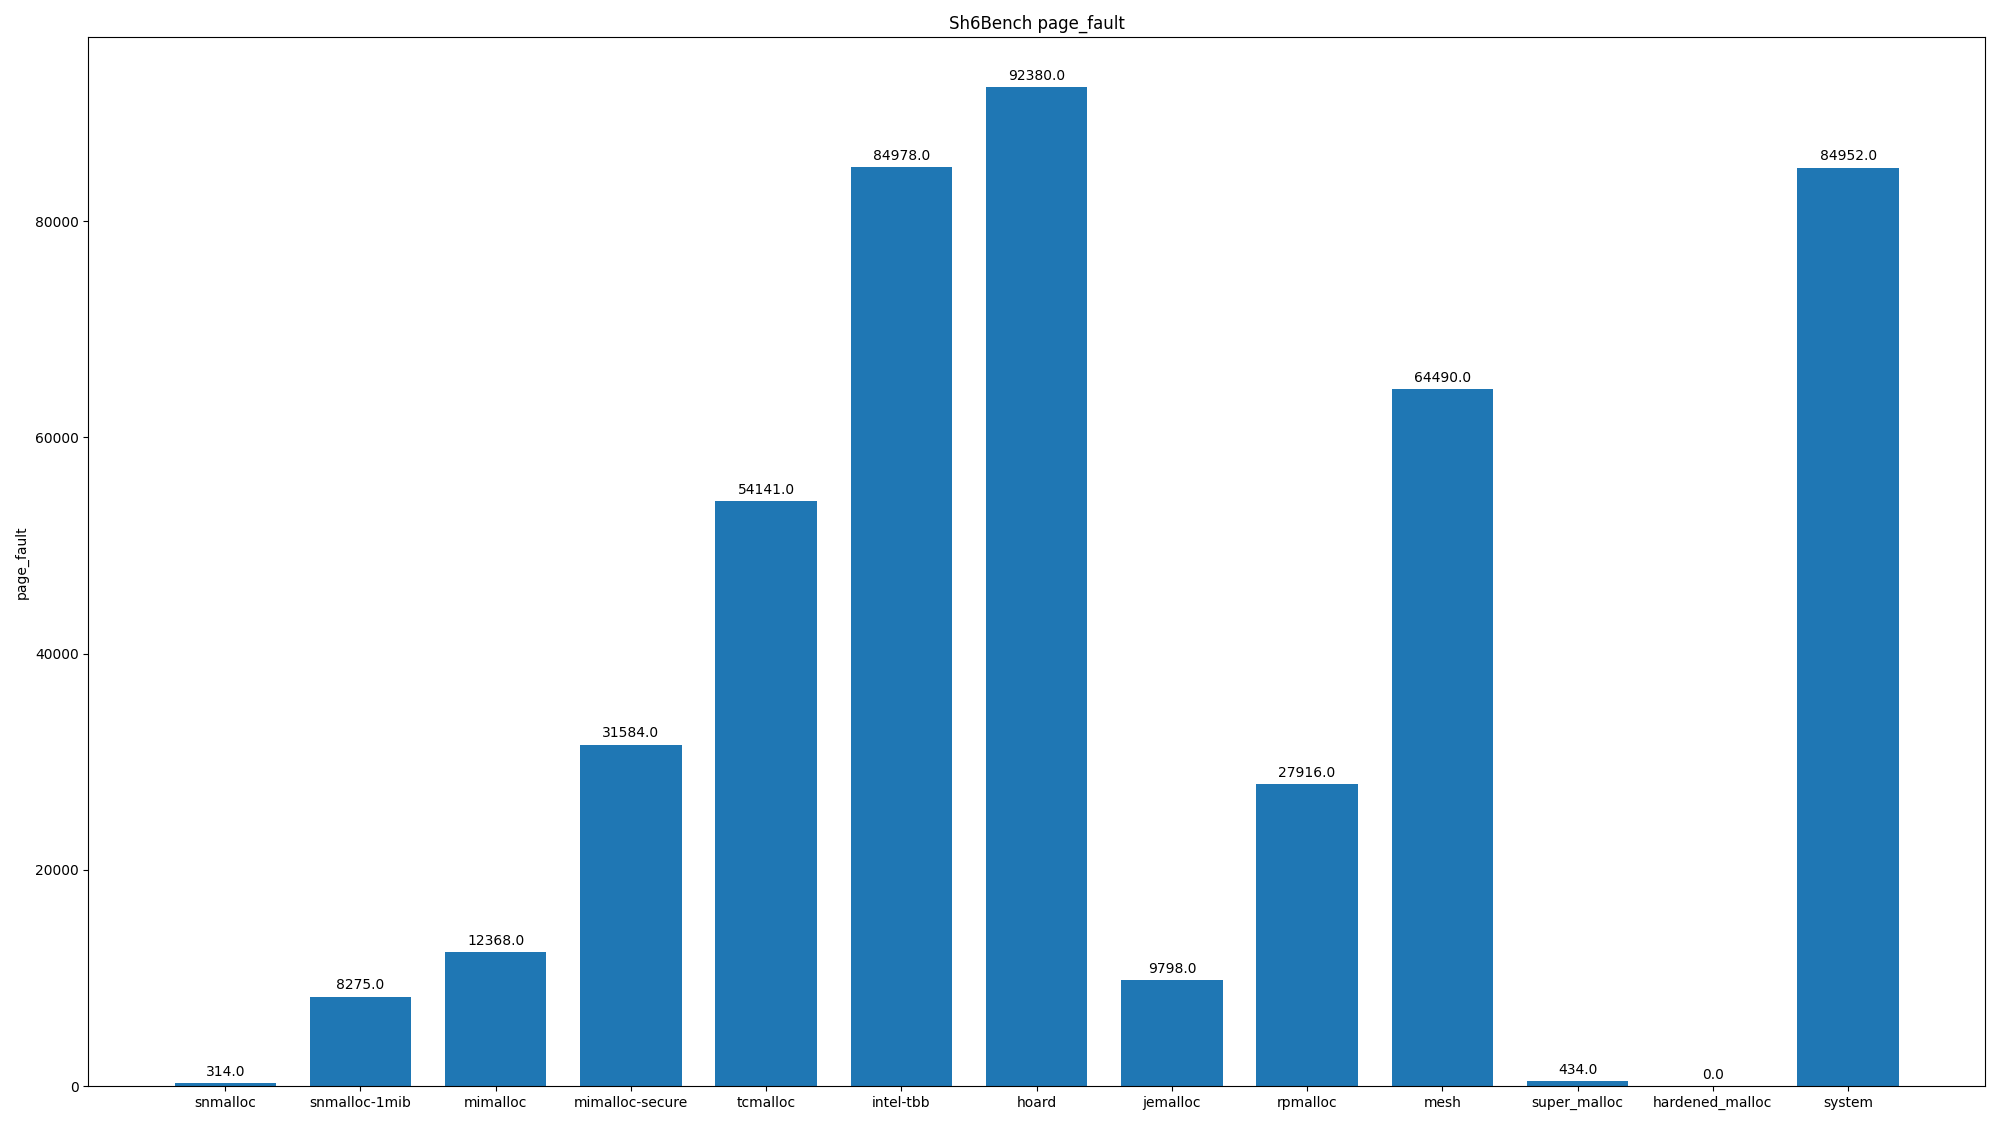 Sh6Bench page_fault
page_fault
80000
60000
40000
20000
0
314.0
8275.0
12368.0
31584.0
54141.0
84978.0
92380.0
9798.0
27916.0
64490.0
434.0
0.0
84952.0
snmalloc
snmalloc-1mib
mimalloc
mimalloc-secure
tcmalloc
intel-tbb
hoard
jemalloc
rpmalloc
mesh
super_malloc
hardened_malloc
system